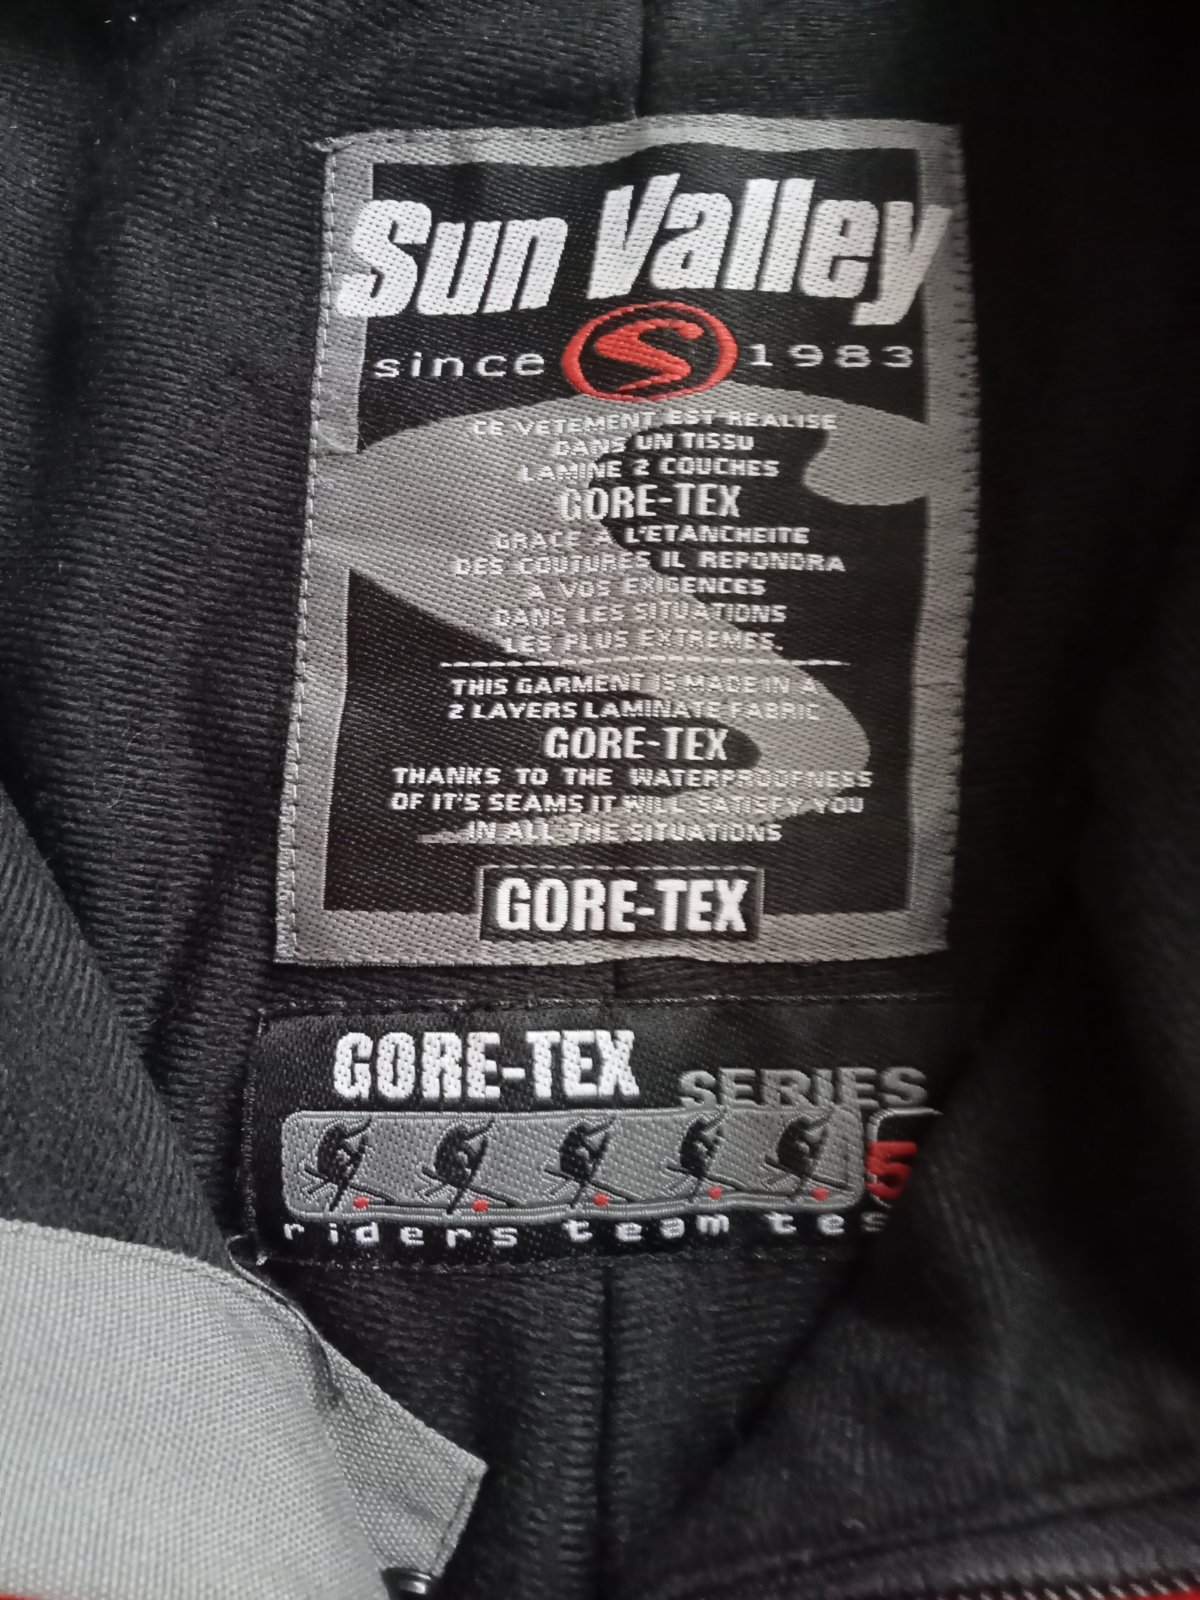 Sun Valley
since S 1983
CE VETEMENT EST REALISE
DANS UN TISSU
LAMINE 2 COUCHES
GORE-TEX
GRACE A L'ETANCHEITE
DES COUTURES IL REPONDRA
A VOS EXIGENCES
DANS LES SITUATIONS
LES PLUS EXTREMES.
THIS GARMENT IS MADE IN A
2 LAYERS LAMINATE FABRIC
GORE-TEX
THANKS TO THE WATERPROOFNESS
OF IT'S SEAMS IT WILL SATISFY YOU
IN ALL THE SITUATIONS
GORE-TEX
GORE-TEX SERIES
5
riders team tes